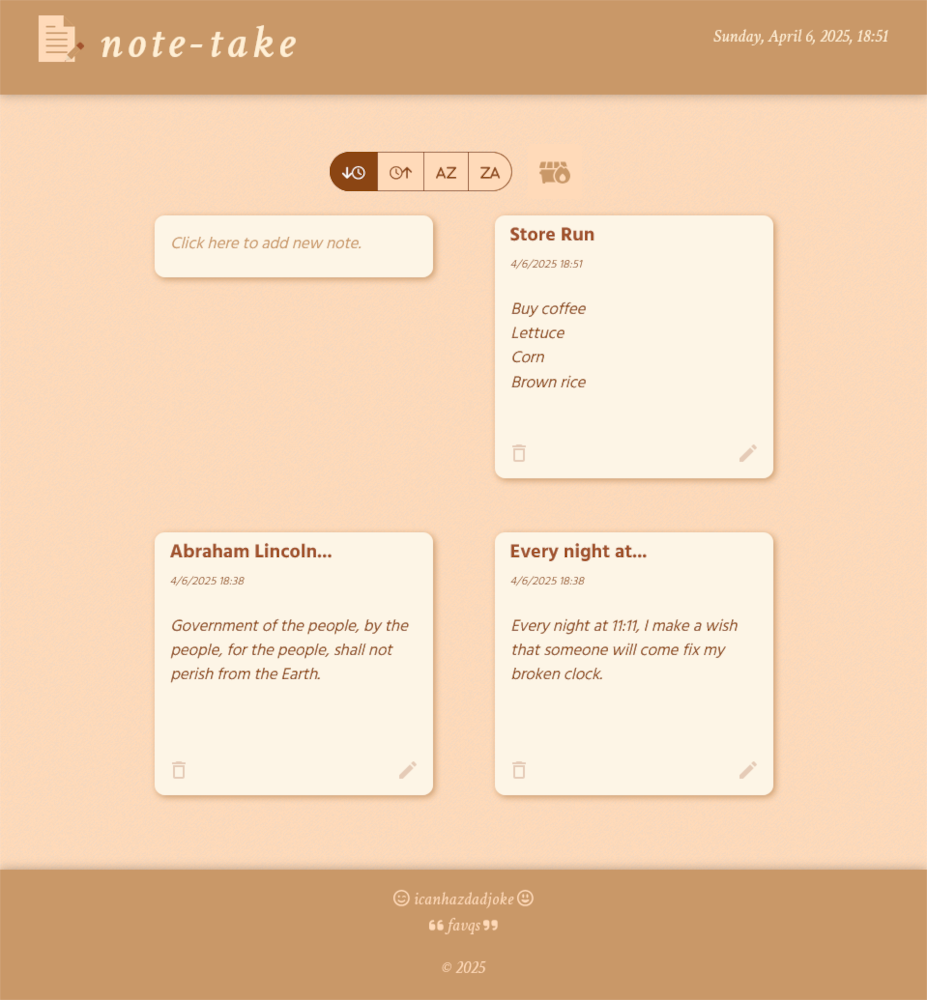 note-take
Sunday, April 6, 2025, 18:51
AZ
ZA
Click here to add new note.
Store Run
4/6/2025 18:51
Buy coffee
Lettuce
Corn
Brown rice
Abraham Lincoln...
4/6/2025 18:38
Government of the people, by the
people, for the people, shall not
perish from the Earth.
Every night at...
4/6/2025 18:38
Every night at 11:11, I make a wish
that someone will come fix my
broken clock.
icanhazdadjoke
favqs
© 2025